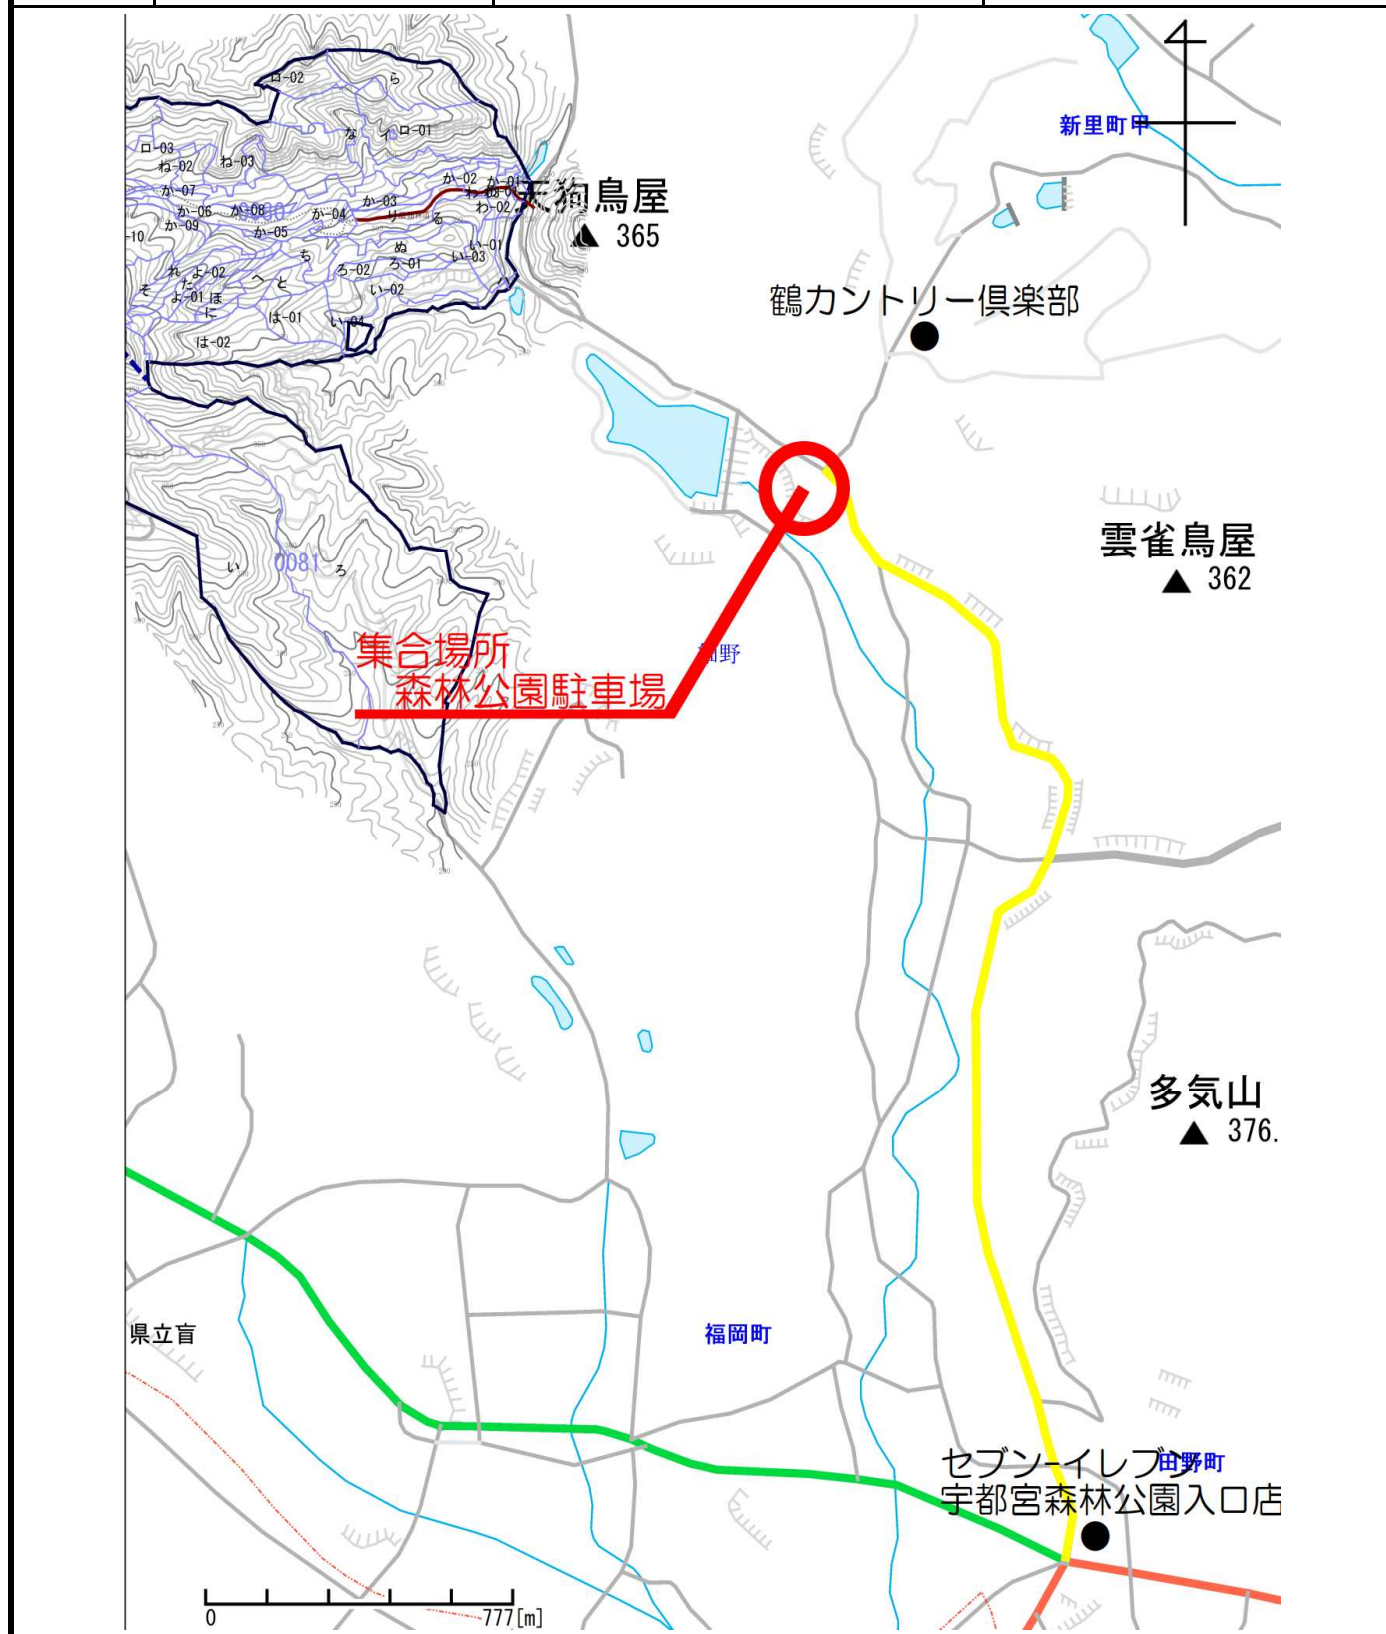 ロ-02
ら
な
イ
ロ-01
ロ-03
ね-02
ね-03
か-07
か-02
か-01
か-03
わ-02
天狗鳥屋
365
か-06
か-08
か-04
リ
る
か-09
か-05
-10
ち
ぬ
い-01
い-03
ろ-02
ろ-01
れ
よ-02
た
へ
と
い-02
そ
よ-01
ほ
に
は-01
い-04
は-02
ハ
新里町甲
鶴カントリー倶楽部
雲雀鳥屋
362
い
0081
ろ
集合場所
森林公園駐車場
細野
多気山
376.
県立盲
福岡町
セブン-イレブン
田野町
宇都宮森林公園入口店
0
777[m]